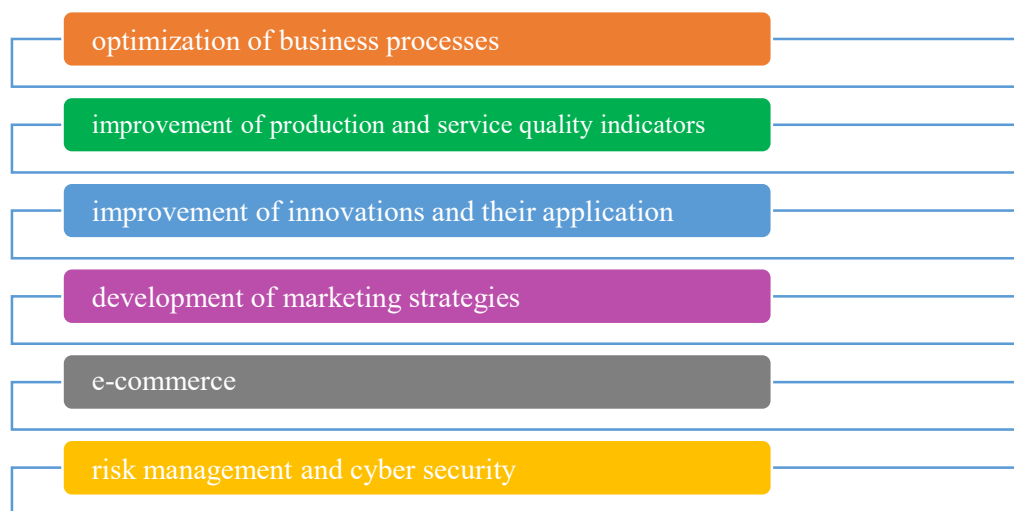 optimization of business processes
improvement of production and service quality indicators
improvement of innovations and their application
development of marketing strategies
e-commerce
risk management and cyber security